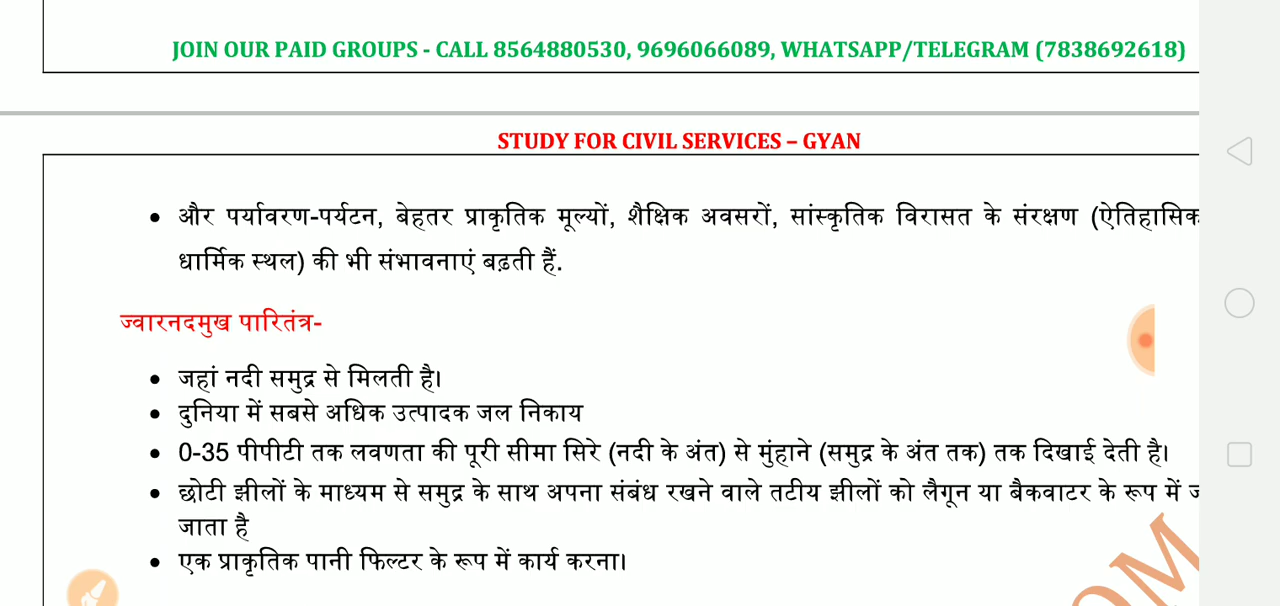 JOIN OUR PAID GROUPS - CALL 8564880530, 9696066089, WHATSAPP/TELEGRAM (7838692618)
STUDY FOR CIVIL SERVICES – GYAN
• और पर्यावरण-पर्यटन, बेहतर प्राकृतिक मूल्यों, शैक्षिक अवसरों, सांस्कृतिक विरासत के संरक्षण (ऐतिहासिक
धार्मिक स्थल) की भी संभावनाएं बढ़ती हैं.
ज्वारनदमुख पारितंत्र-
• जहां नदी समुद्र से मिलती है।
• दुनिया में सबसे अधिक उत्पादक जल निकाय
• 0-35 पीपीटी तक लवणता की पूरी सीमा सिरे (नदी के अंत) से मुंहाने (समुद्र के अंत तक) तक दिखाई देती है।
• छोटी झीलों के माध्यम से समुद्र के साथ अपना संबंध रखने वाले तटीय झीलों को लैगून या बैकवाटर के रूप में
जाता है
• एक प्राकृतिक पानी फिल्टर के रूप में कार्य करना।